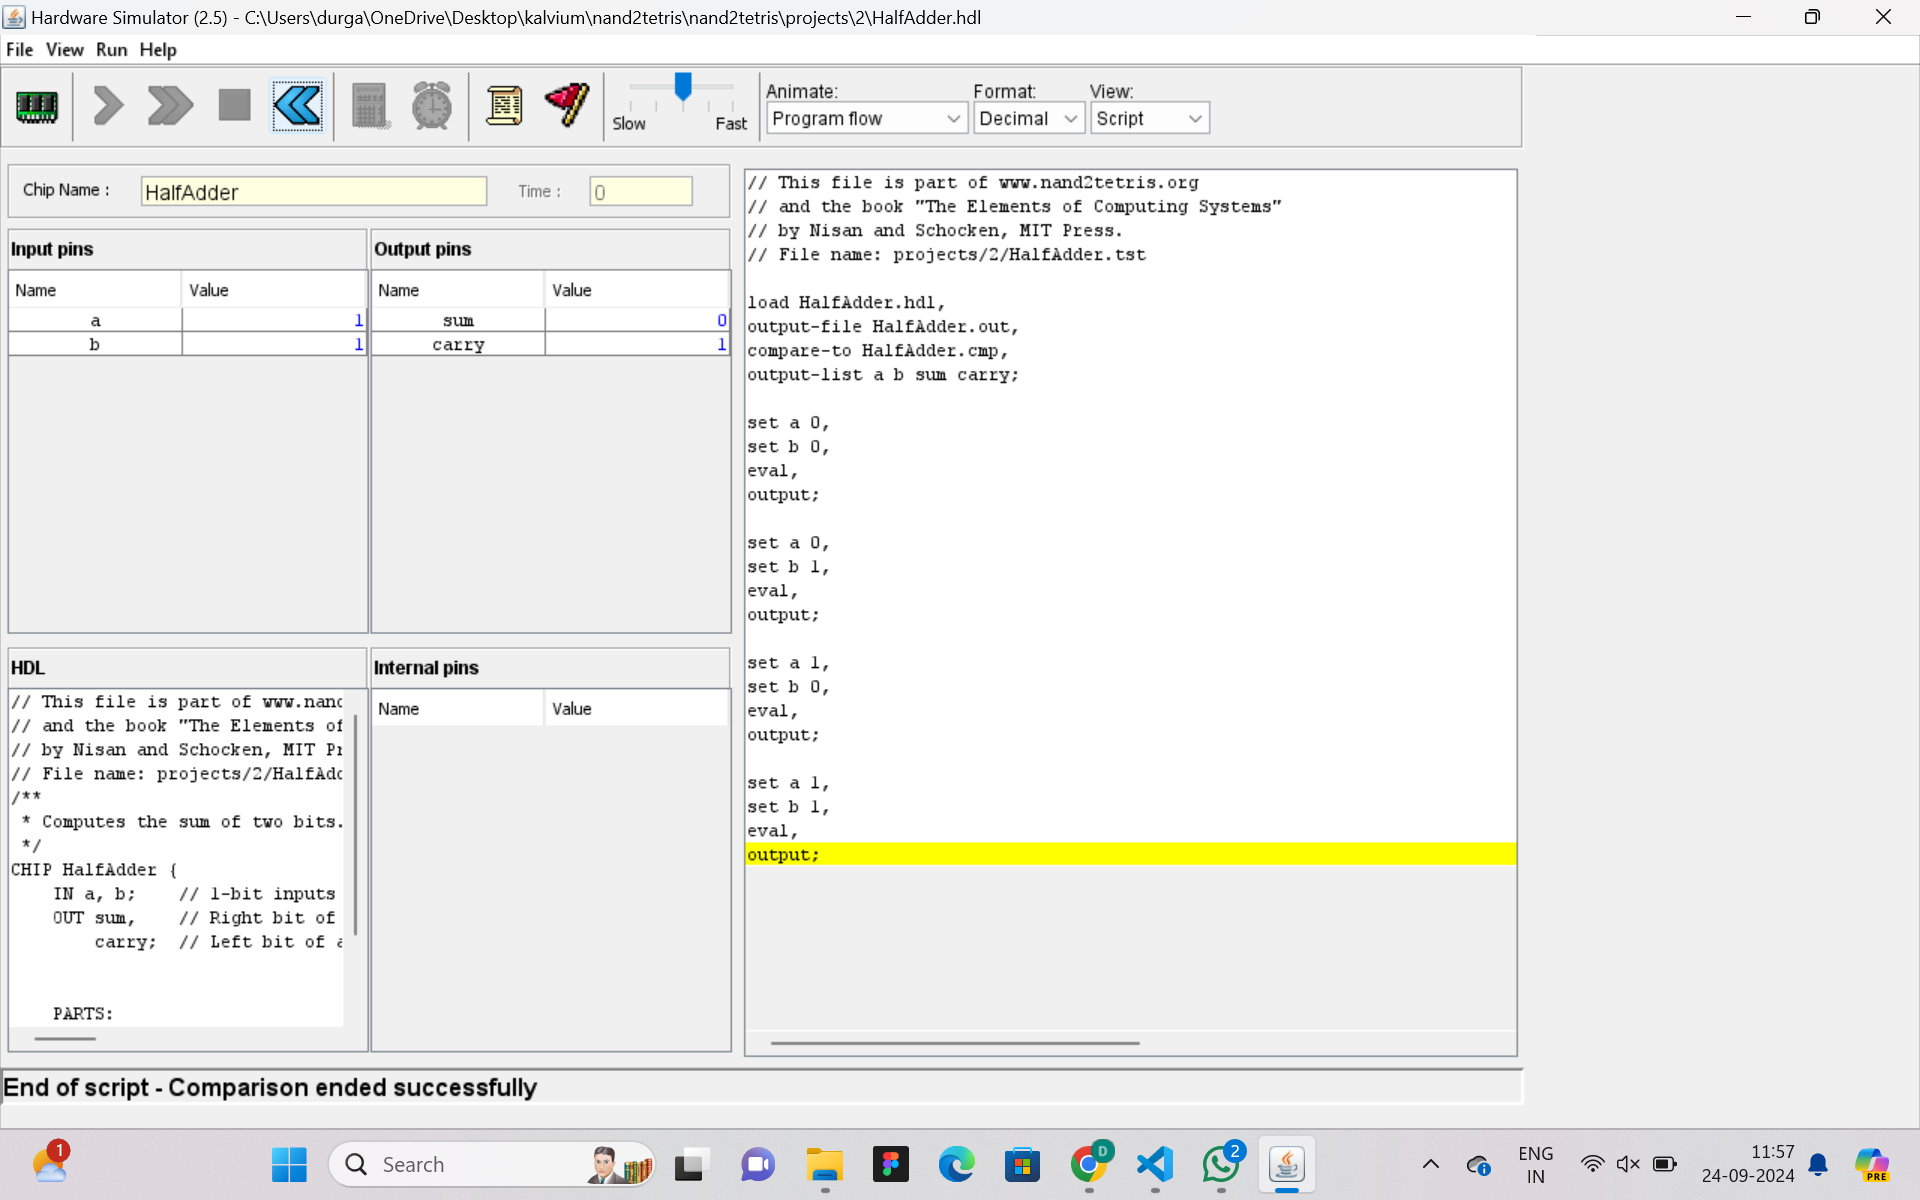 Hardware Simulator (2.5) - C:\Users\durga\OneDrive\Desktop\kalvium\nand2tetris\nand2tetris\projects\2\HalfAdder.hdl
File View Run Help
Slow Fast
Animate:
Program flow
Format:
Decimal
View:
Script
Chip Name :
HalfAdder
Time :
0
Input pins
Name Value
a 1
b 1
Output pins
Name Value
sum 0
carry 1
HDL
// This file is part of www.nanc
// and the book "The Elements of
// by Nisan and Schocken, MIT Pr
// File name: projects/2/HalfAdd
/**
* Computes the sum of two bits.
*/
CHIP HalfAdder {
IN a, b; // 1-bit inputs
OUT sum, // Right bit of
carry; // Left bit of a
PARTS:
Internal pins
Name Value
// This file is part of www.nand2tetris.org
// and the book "The Elements of Computing Systems"
// by Nisan and Schocken, MIT Press.
// File name: projects/2/HalfAdder.tst
load HalfAdder.hdl,
output-file HalfAdder.out,
compare-to HalfAdder.cmp,
output-list a b sum carry;
set a 0,
set b 0,
eval,
output;
set a 0,
set b 1,
eval,
output;
set a 1,
set b 0,
eval,
output;
set a 1,
set b 1,
eval,
output;
End of script - Comparison ended successfully
1
Search
D
2
ENG
IN
11:57
24-09-2024
PRE